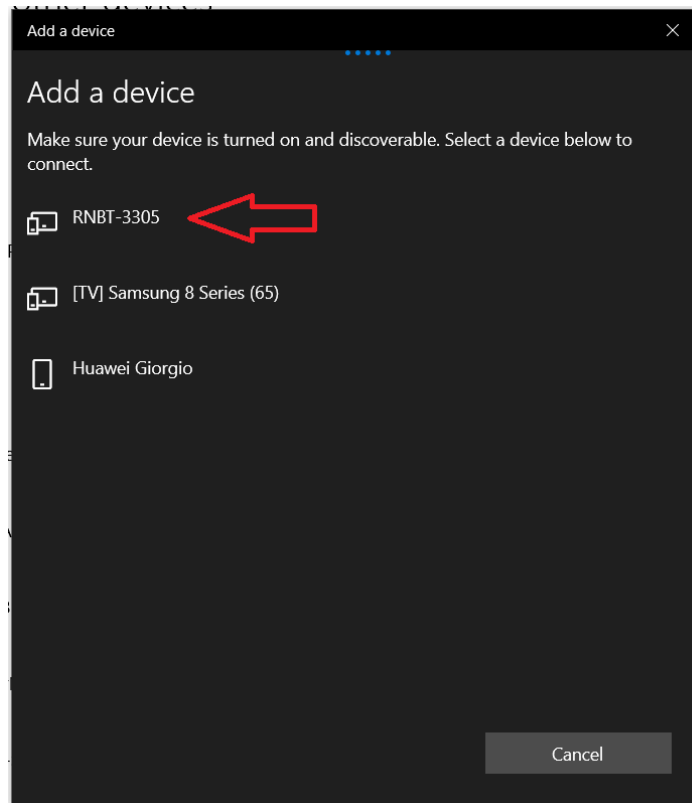 Add a device
Add a device
Make sure your device is turned on and discoverable. Select a device below to
connect.
RNBT-3305
[TV] Samsung 8 Series (65)
Huawei Giorgio
Cancel